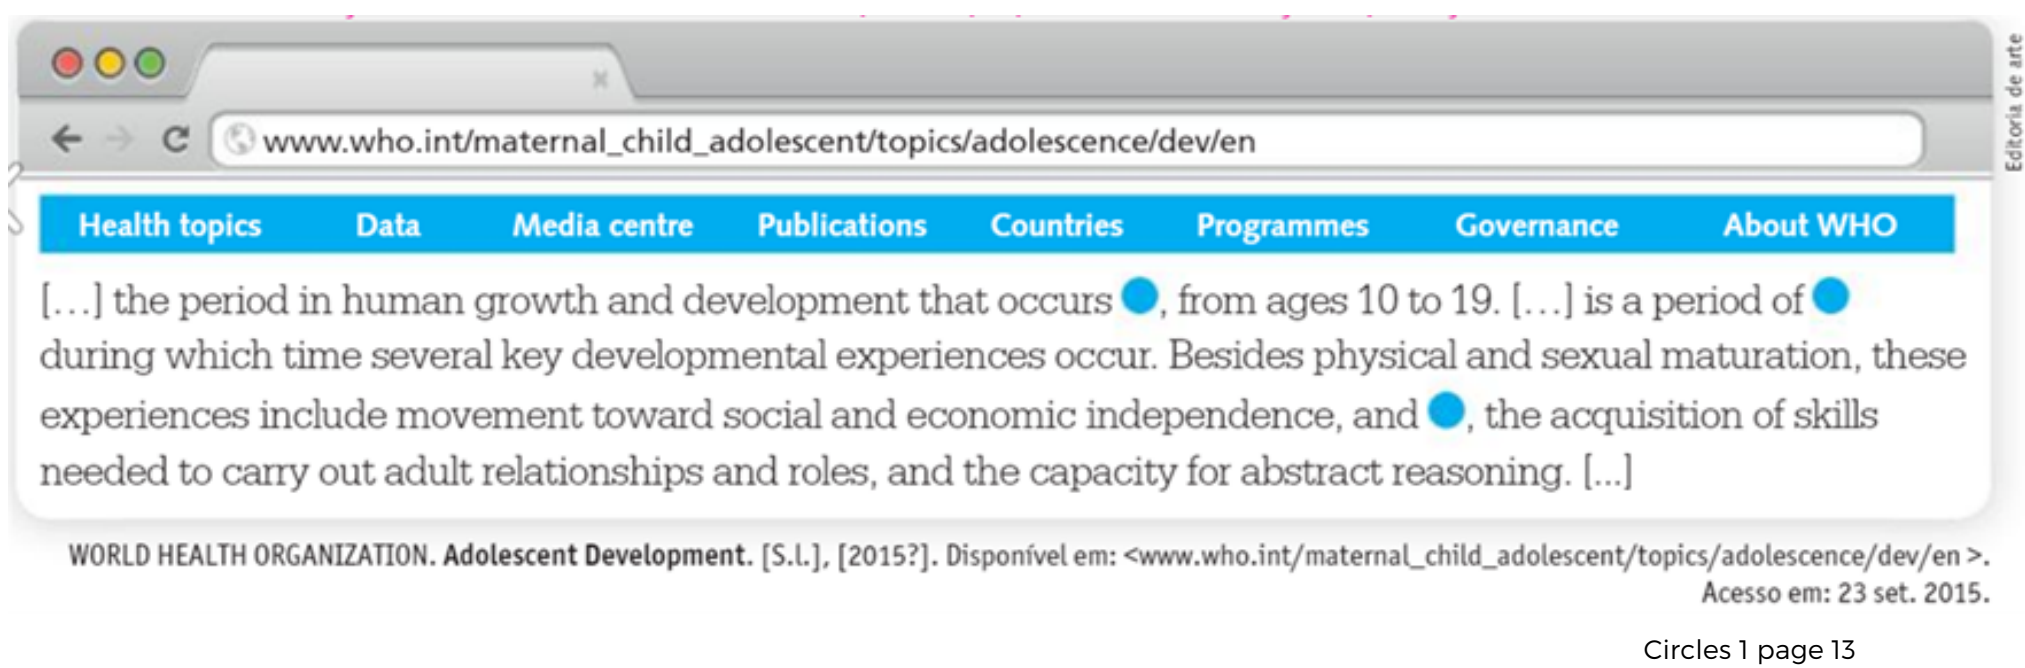 www.who.int/maternal_child_adolescent/topics/adolescence/dev/en
Editoria de arte
Health topics Data Media centre Publications Countries Programmes Governance About WHO
[…] the period in human growth and development that occurs , from ages 10 to 19. […] is a period of
during which time several key developmental experiences occur. Besides physical and sexual maturation, these
experiences include movement toward social and economic independence, and , the acquisition of skills
needed to carry out adult relationships and roles, and the capacity for abstract reasoning. [...]
WORLD HEALTH ORGANIZATION. Adolescent Development. [S.l.], [2015?]. Disponível em: <www.who.int/maternal_child_adolescent/topics/adolescence/dev/en >.
Acesso em: 23 set. 2015.
Circles 1 page 13